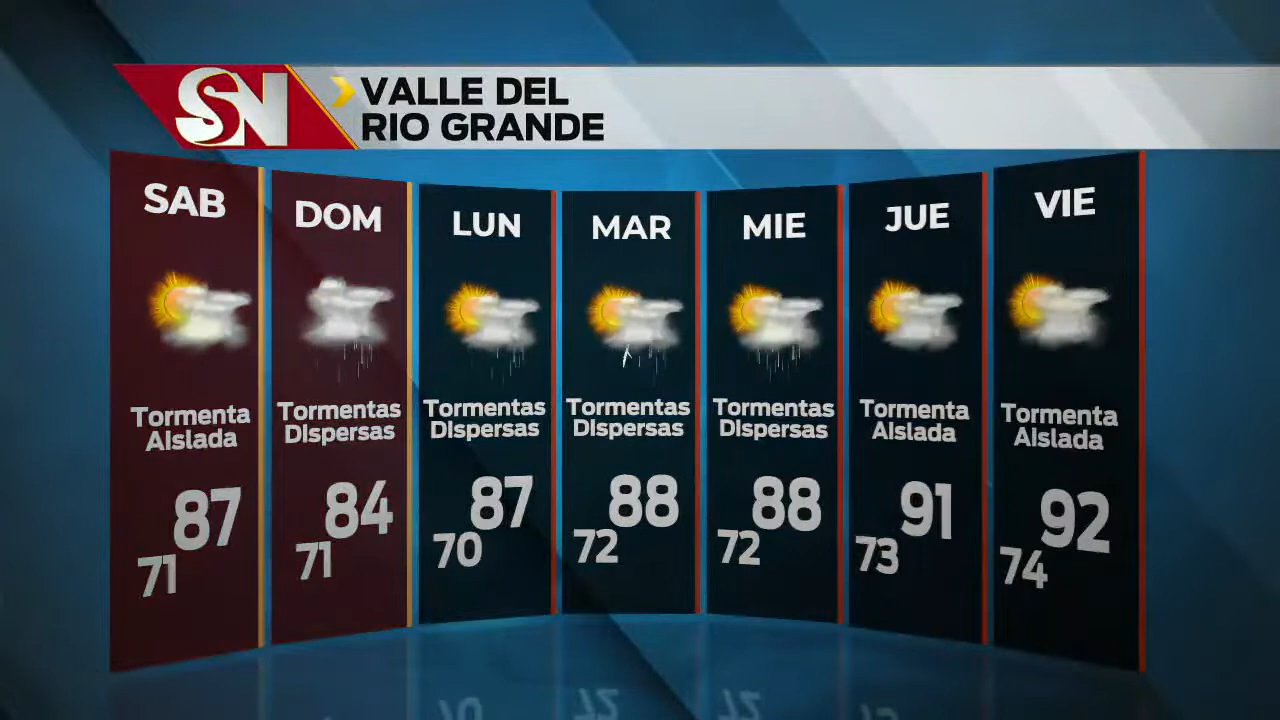 SN
VALLE DEL
RIO GRANDE
SAB
Tormenta
Aislada
87
71
DOM
Tormentas
Dispersas
84
71
LUN
Tormentas
Dispersas
87
70
MAR
Tormentas
Dispersas
88
72
MIE
Tormentas
Dispersas
88
72
JUE
Tormenta
Aislada
91
73
VIE
Tormenta
Aislada
92
74